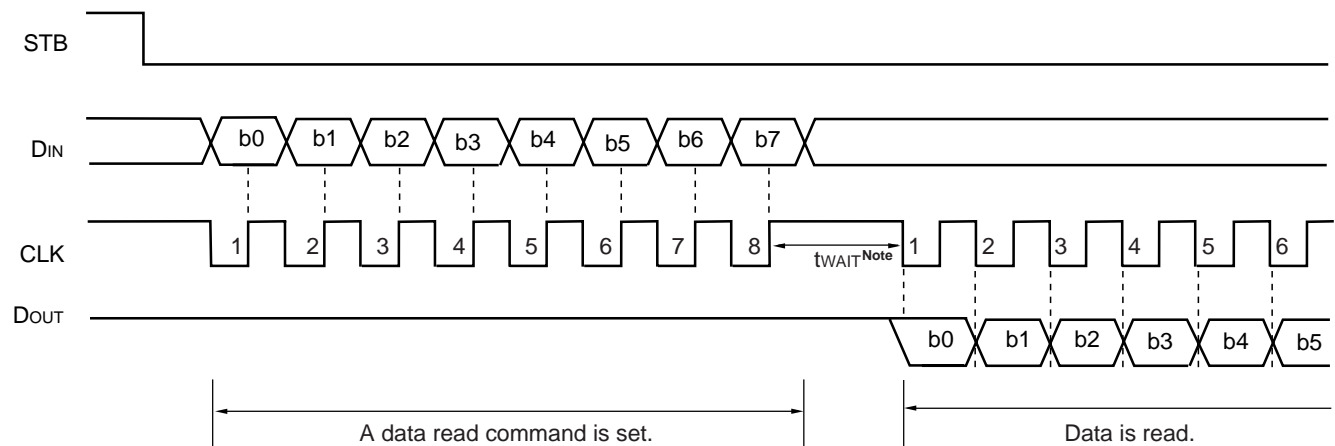 STB
DIN
b0 b1 b2 b3 b4 b5 b6 b7
CLK
1 2 3 4 5 6 7 8
tWAIT Note
1 2 3 4 5 6
DOUT
b0 b1 b2 b3 b4 b5
A data read command is set.
Data is read.